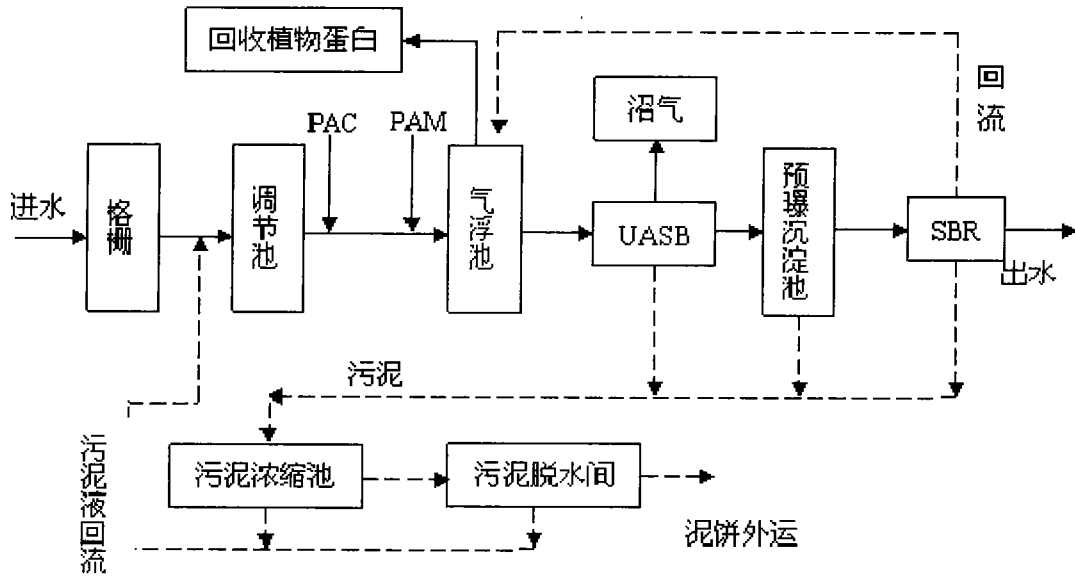 回收植物蛋白
回流
沼气
PAC
PAM
进水
格栅
调节池
气浮池
UASB
预曝沉淀池
SBR
出水
污泥
污泥液回流
污泥浓缩池
污泥脱水间
泥饼外运